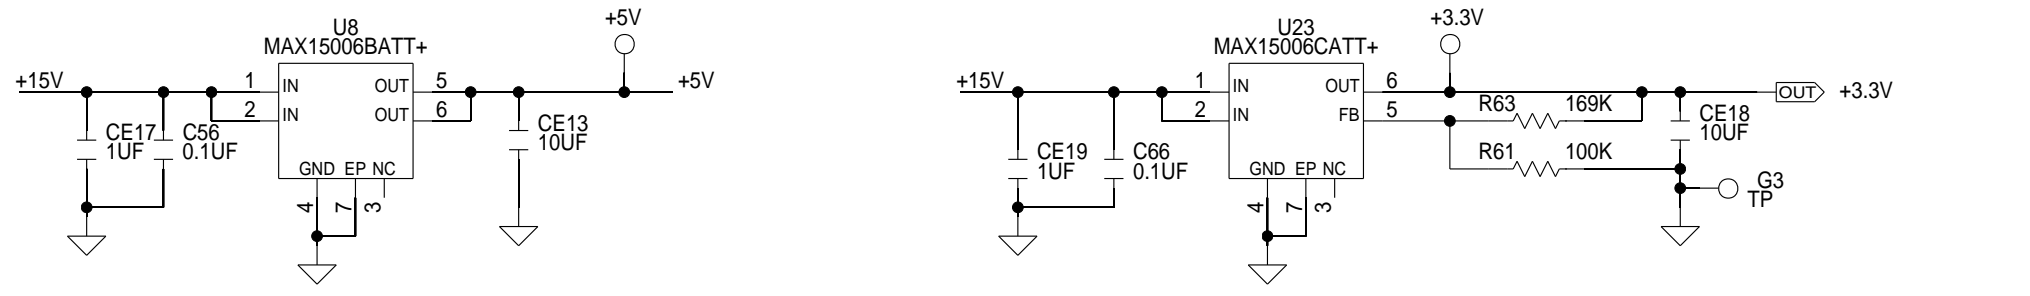 U8
MAX15006BATT+
+15V
1
IN
2
IN
OUT
5
OUT
6
+5V
+5V
CE17
1UF
C56
0.1UF
CE13
10UF
GND
EP
NC
4
7
3
U23
MAX15006CATT+
+15V
1
IN
2
IN
OUT
6
FB
5
+3.3V
R63 169K
R61 100K
CE18
10UF
OUT
+3.3V
CE19
1UF
C66
0.1UF
GND
EP
NC
4
7
3
G3
TP